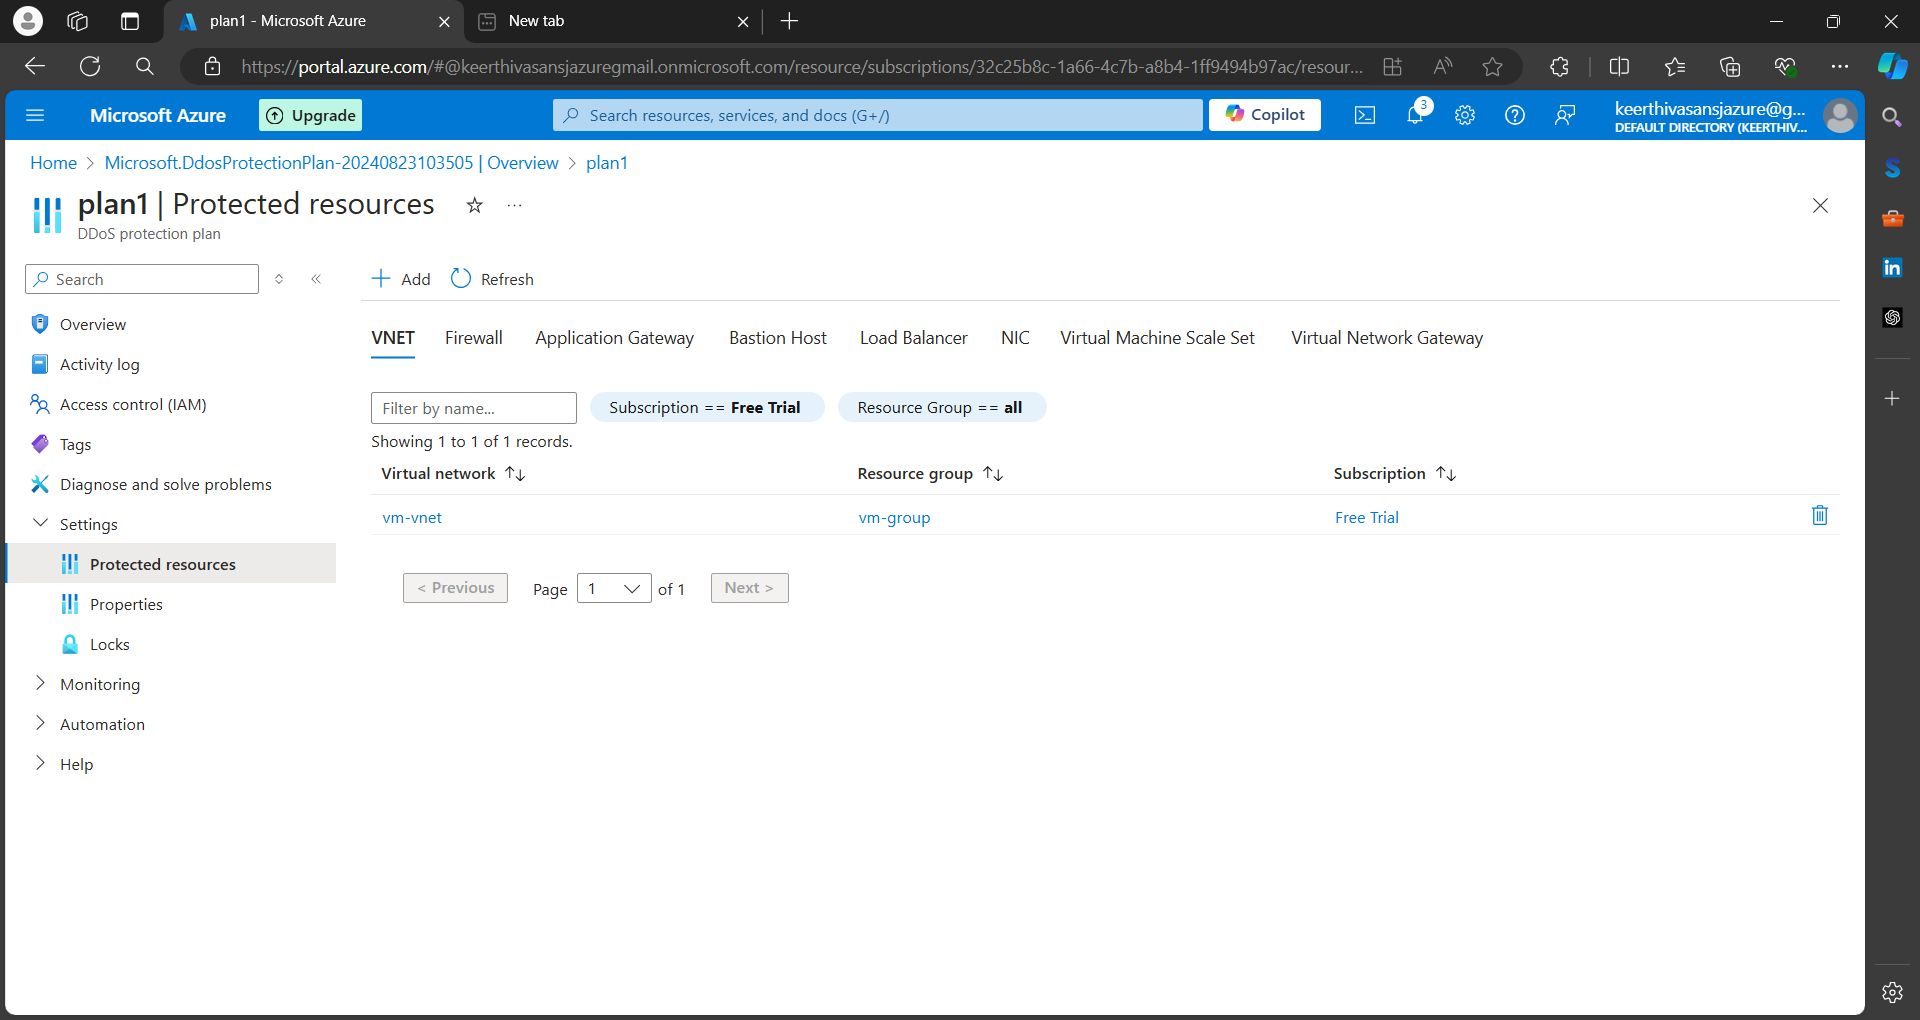 plan1 - Microsoft Azure
New tab
https://portal.azure.com/#@keerthivasansjazuregmail.onmicrosoft.com/resource/subscriptions/32c25b8c-1a66-4c7b-a8b4-1ff9494b97ac/resour...
Microsoft Azure
Upgrade
Search resources, services, and docs (G+/)
Copilot
3
keerthivasansjazure@g...
DEFAULT DIRECTORY (KEERTHIV...
Home > Microsoft.DdosProtectionPlan-20240823103505 | Overview > plan1
plan1 | Protected resources
DDoS protection plan
Search
Add
Refresh
Overview
Activity log
Access control (IAM)
Tags
Diagnose and solve problems
Settings
Protected resources
Properties
Locks
Monitoring
Automation
Help
VNET Firewall Application Gateway Bastion Host Load Balancer NIC Virtual Machine Scale Set Virtual Network Gateway
Filter by name...
Subscription == Free Trial
Resource Group == all
Showing 1 to 1 of 1 records.
Virtual network Resource group Subscription
vm-vnet vm-group Free Trial
< Previous Page 1 of 1 Next >